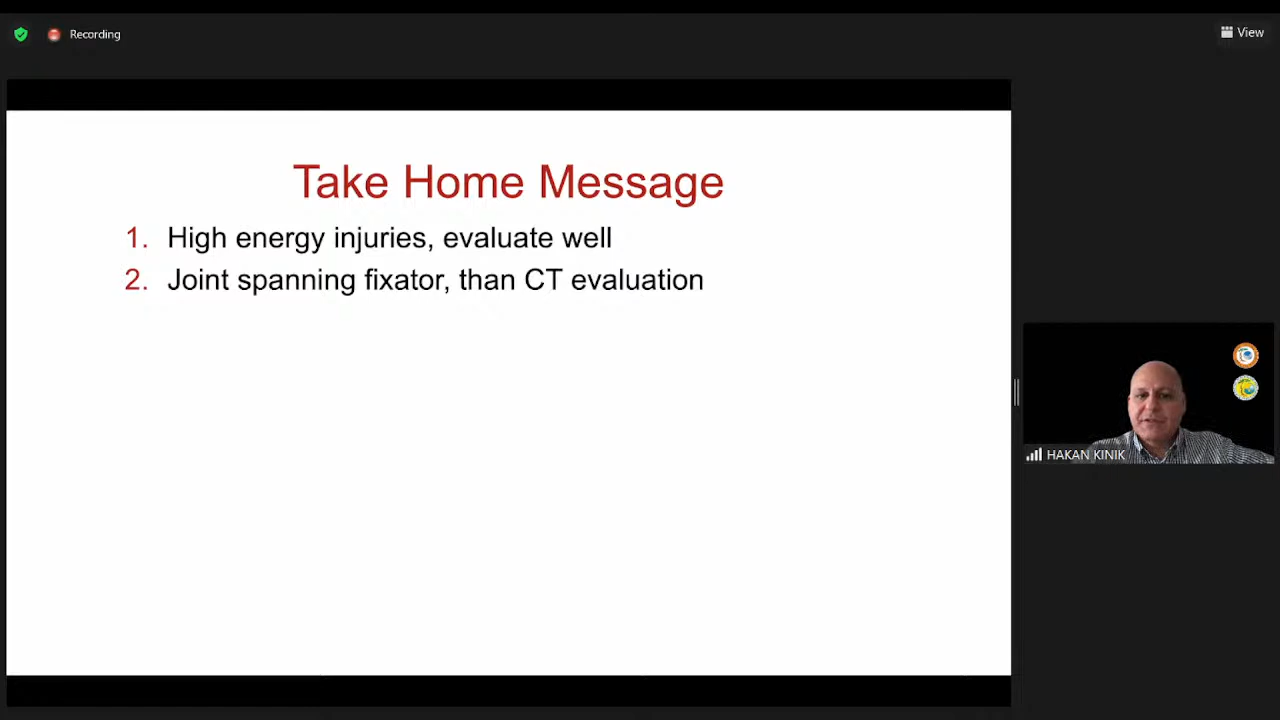 Recording
View
Take Home Message
1. High energy injuries, evaluate well
2. Joint spanning fixator, than CT evaluation
HAKAN KINIK